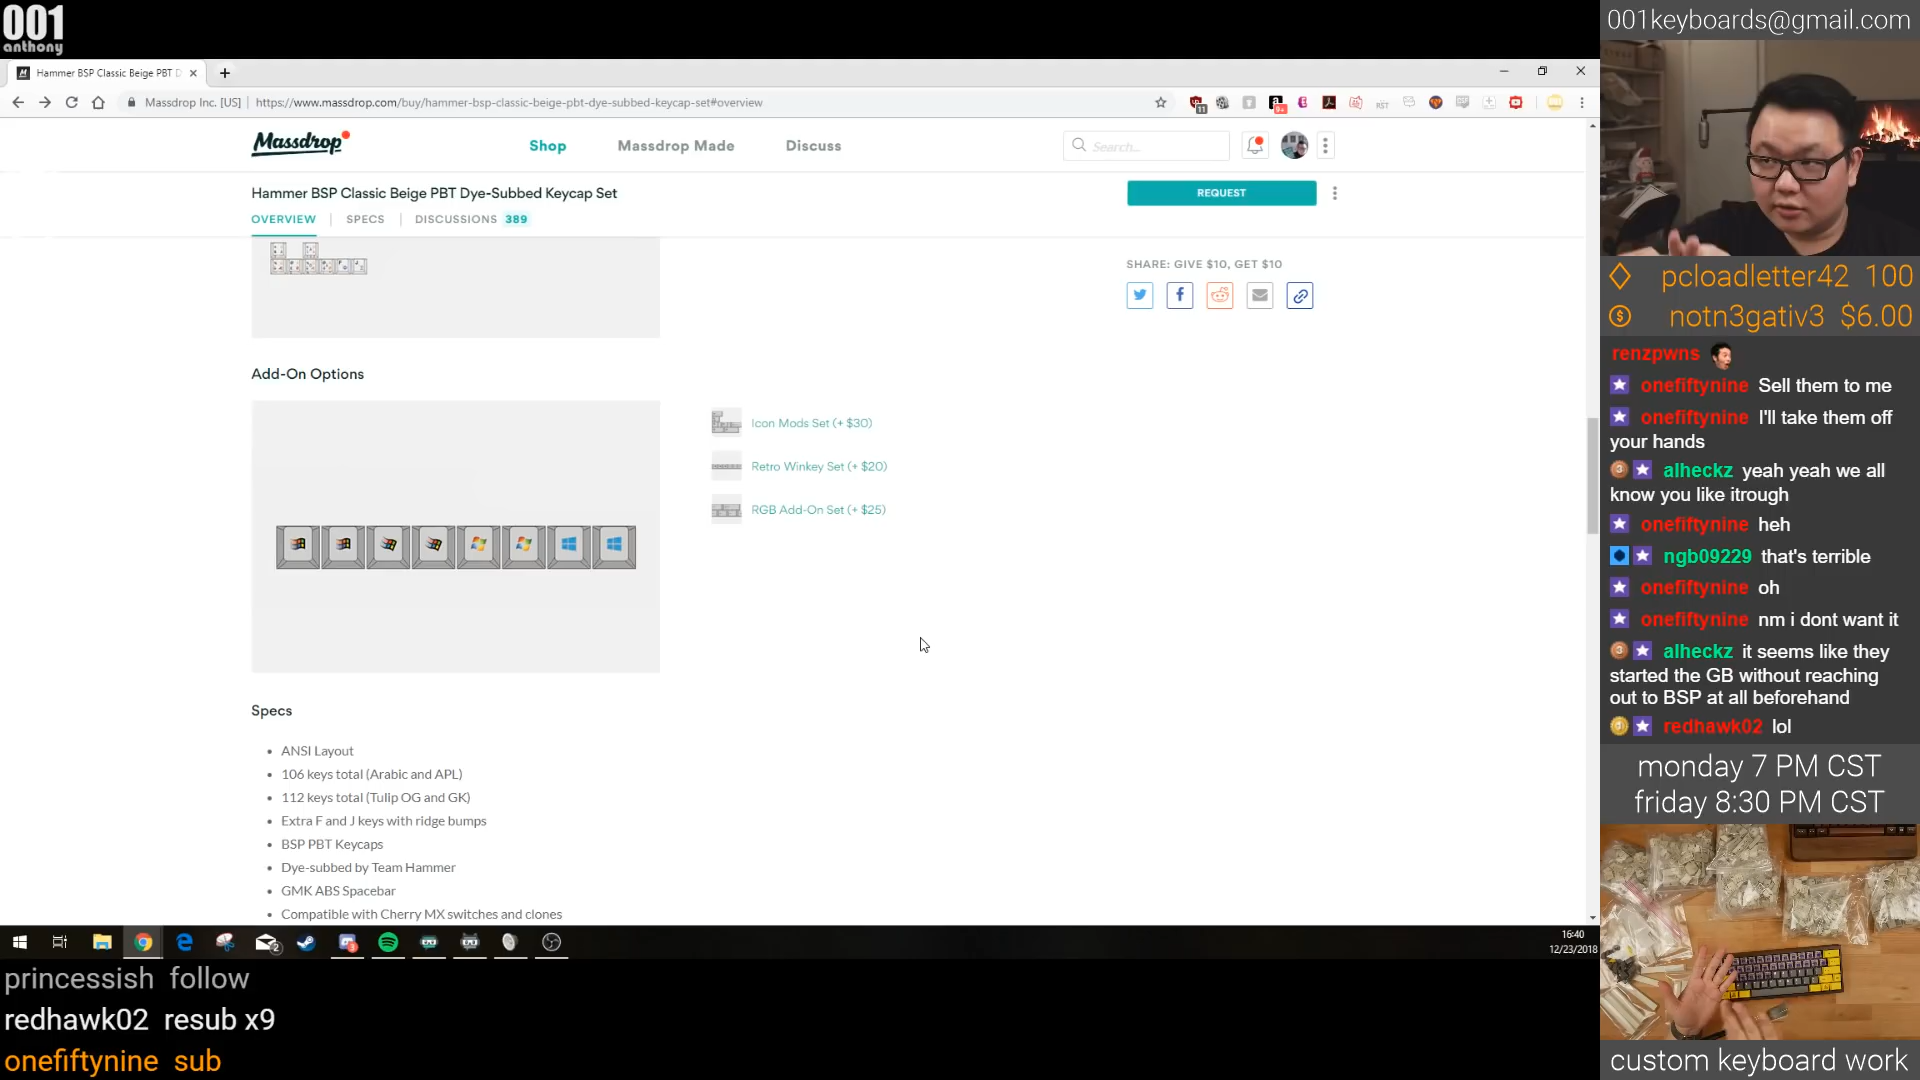 001
anthony
Hammer BSP Classic Beige PBT D
Massdrop Inc. [US]
https://www.massdrop.com/buy/hammer-bsp-classic-beige-pbt-dye-subbed-keycap-set#overview
11
9+
RST
Massdrop
Shop
Massdrop Made
Discuss
Search...
Hammer BSP Classic Beige PBT Dye-Subbed Keycap Set
REQUEST
OVERVIEW
SPECS
DISCUSSIONS 389
SHARE: GIVE $10, GET $10
Add-On Options
Icon Mods Set (+ $30)
Retro Winkey Set (+ $20)
RGB Add-On Set (+ $25)
Specs
ANSI Layout
106 keys total (Arabic and APL)
112 keys total (Tulip OG and GK)
Extra F and J keys with ridge bumps
BSP PBT Keycaps
Dye-subbed by Team Hammer
GMK ABS Spacebar
Compatible with Cherry MX switches and clones
2
3
16:40
12/23/2018
princessish follow
redhawk02 resub x9
onefiftynine sub
001keyboards@gmail.com
pcloadletter42 100
notn3gativ3 $6.00
renzpwns
onefiftynine Sell them to me
onefiftynine I'll take them off
your hands
alheckz yeah yeah we all
know you like itrough
onefiftynine heh
ngb09229 that's terrible
onefiftynine oh
onefiftynine nm i dont want it
alheckz it seems like they
started the GB without reaching
out to BSP at all beforehand
redhawk02 lol
monday 7 PM CST
friday 8:30 PM CST
custom keyboard work